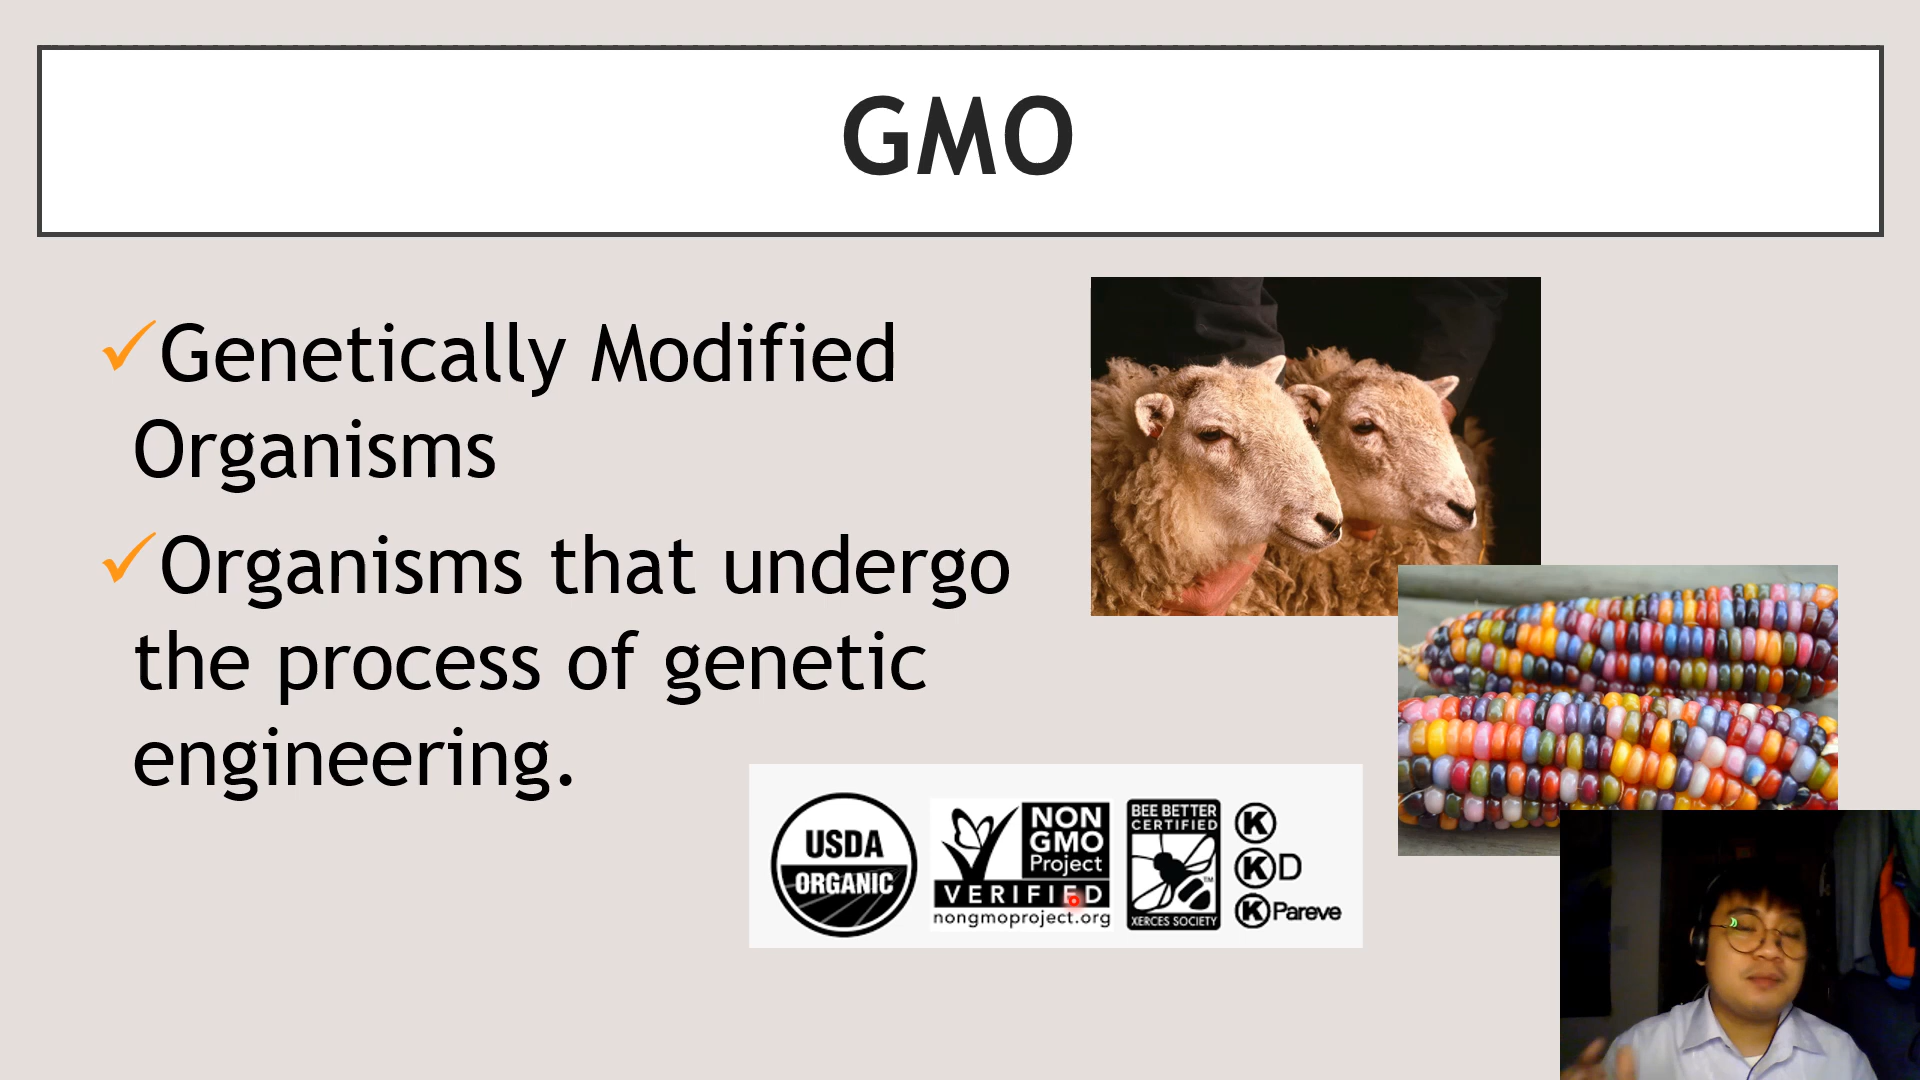 GMO
✓Genetically Modified
Organisms
✓Organisms that undergo
the process of genetic
engineering.
USDA
ORGANIC
NON
GMO
Project
VERIFIED
nongmoproject.org
BEE BETTER
CERTIFIED
XERCES SOCIETY
TM
K
K D
K Pareve